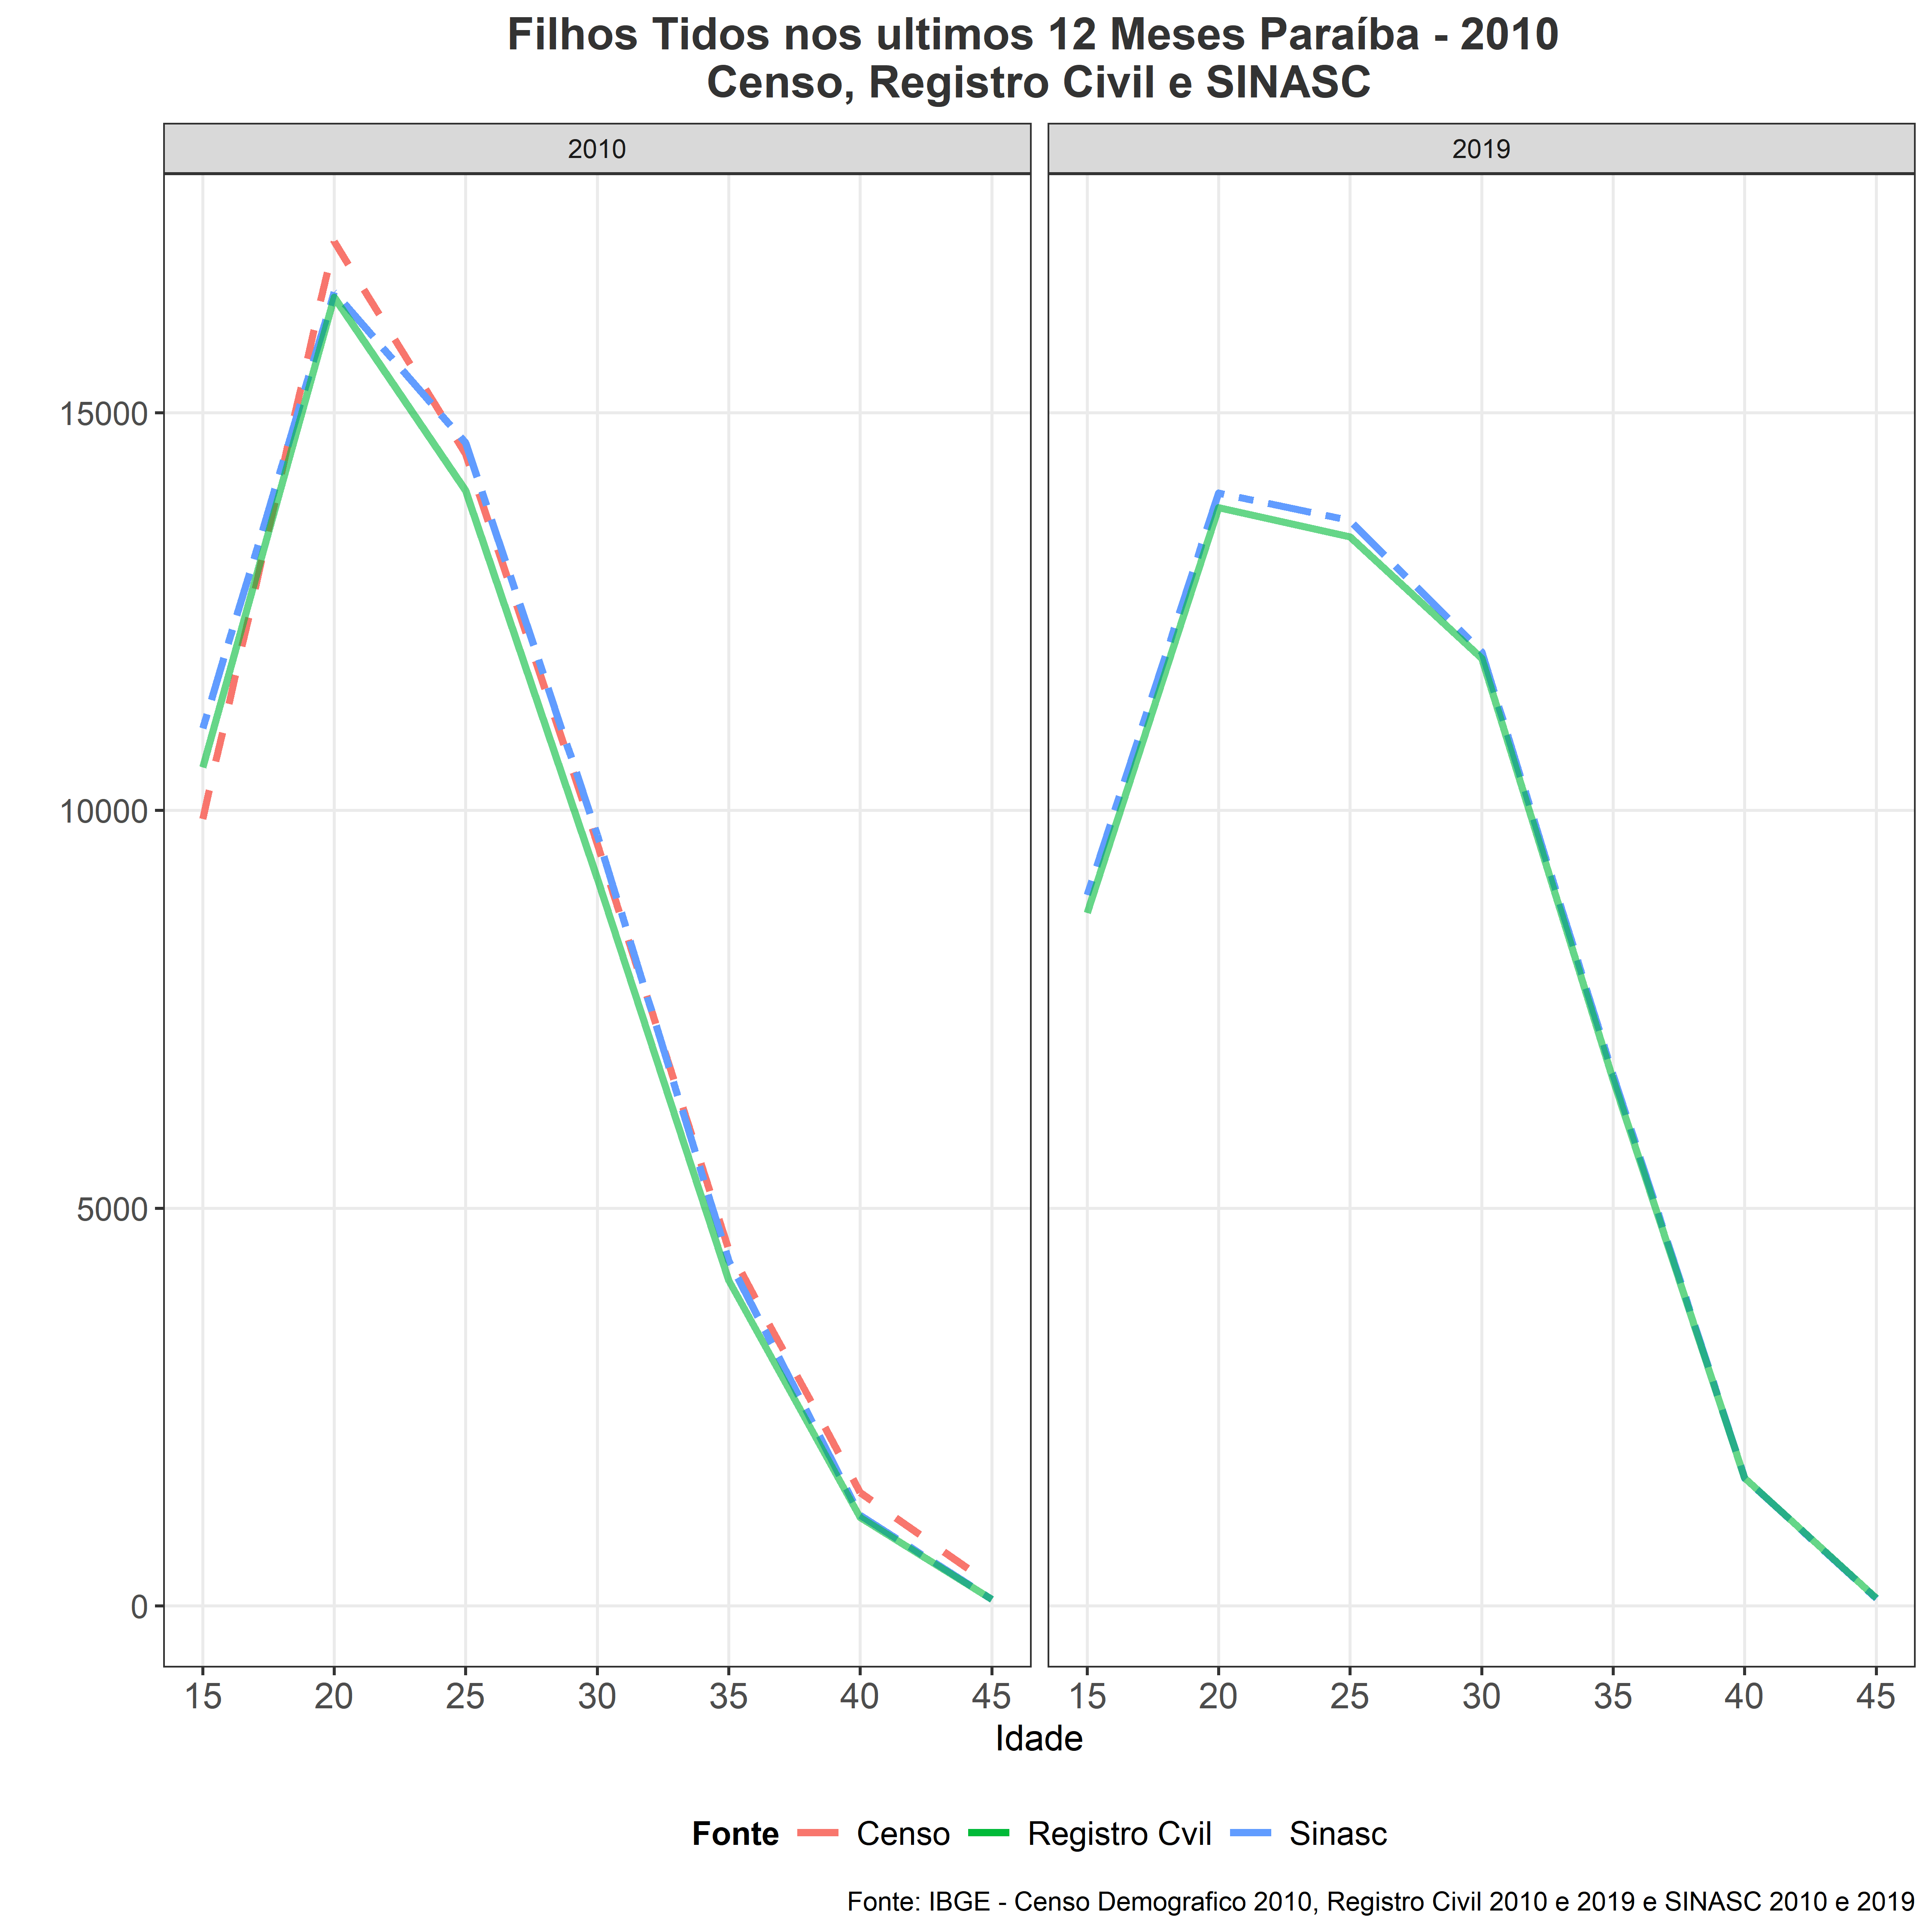 Filhos Tidos nos ultimos 12 Meses Paraíba - 2010
Censo, Registro Civil e SINASC
2010 2019
15000
10000
5000
0
15 20 25 30 35 40 45 15 20 25 30 35 40 45
Idade
Fonte Censo Registro Cvil Sinasc
Fonte: IBGE - Censo Demografico 2010, Registro Civil 2010 e 2019 e SINASC 2010 e 2019